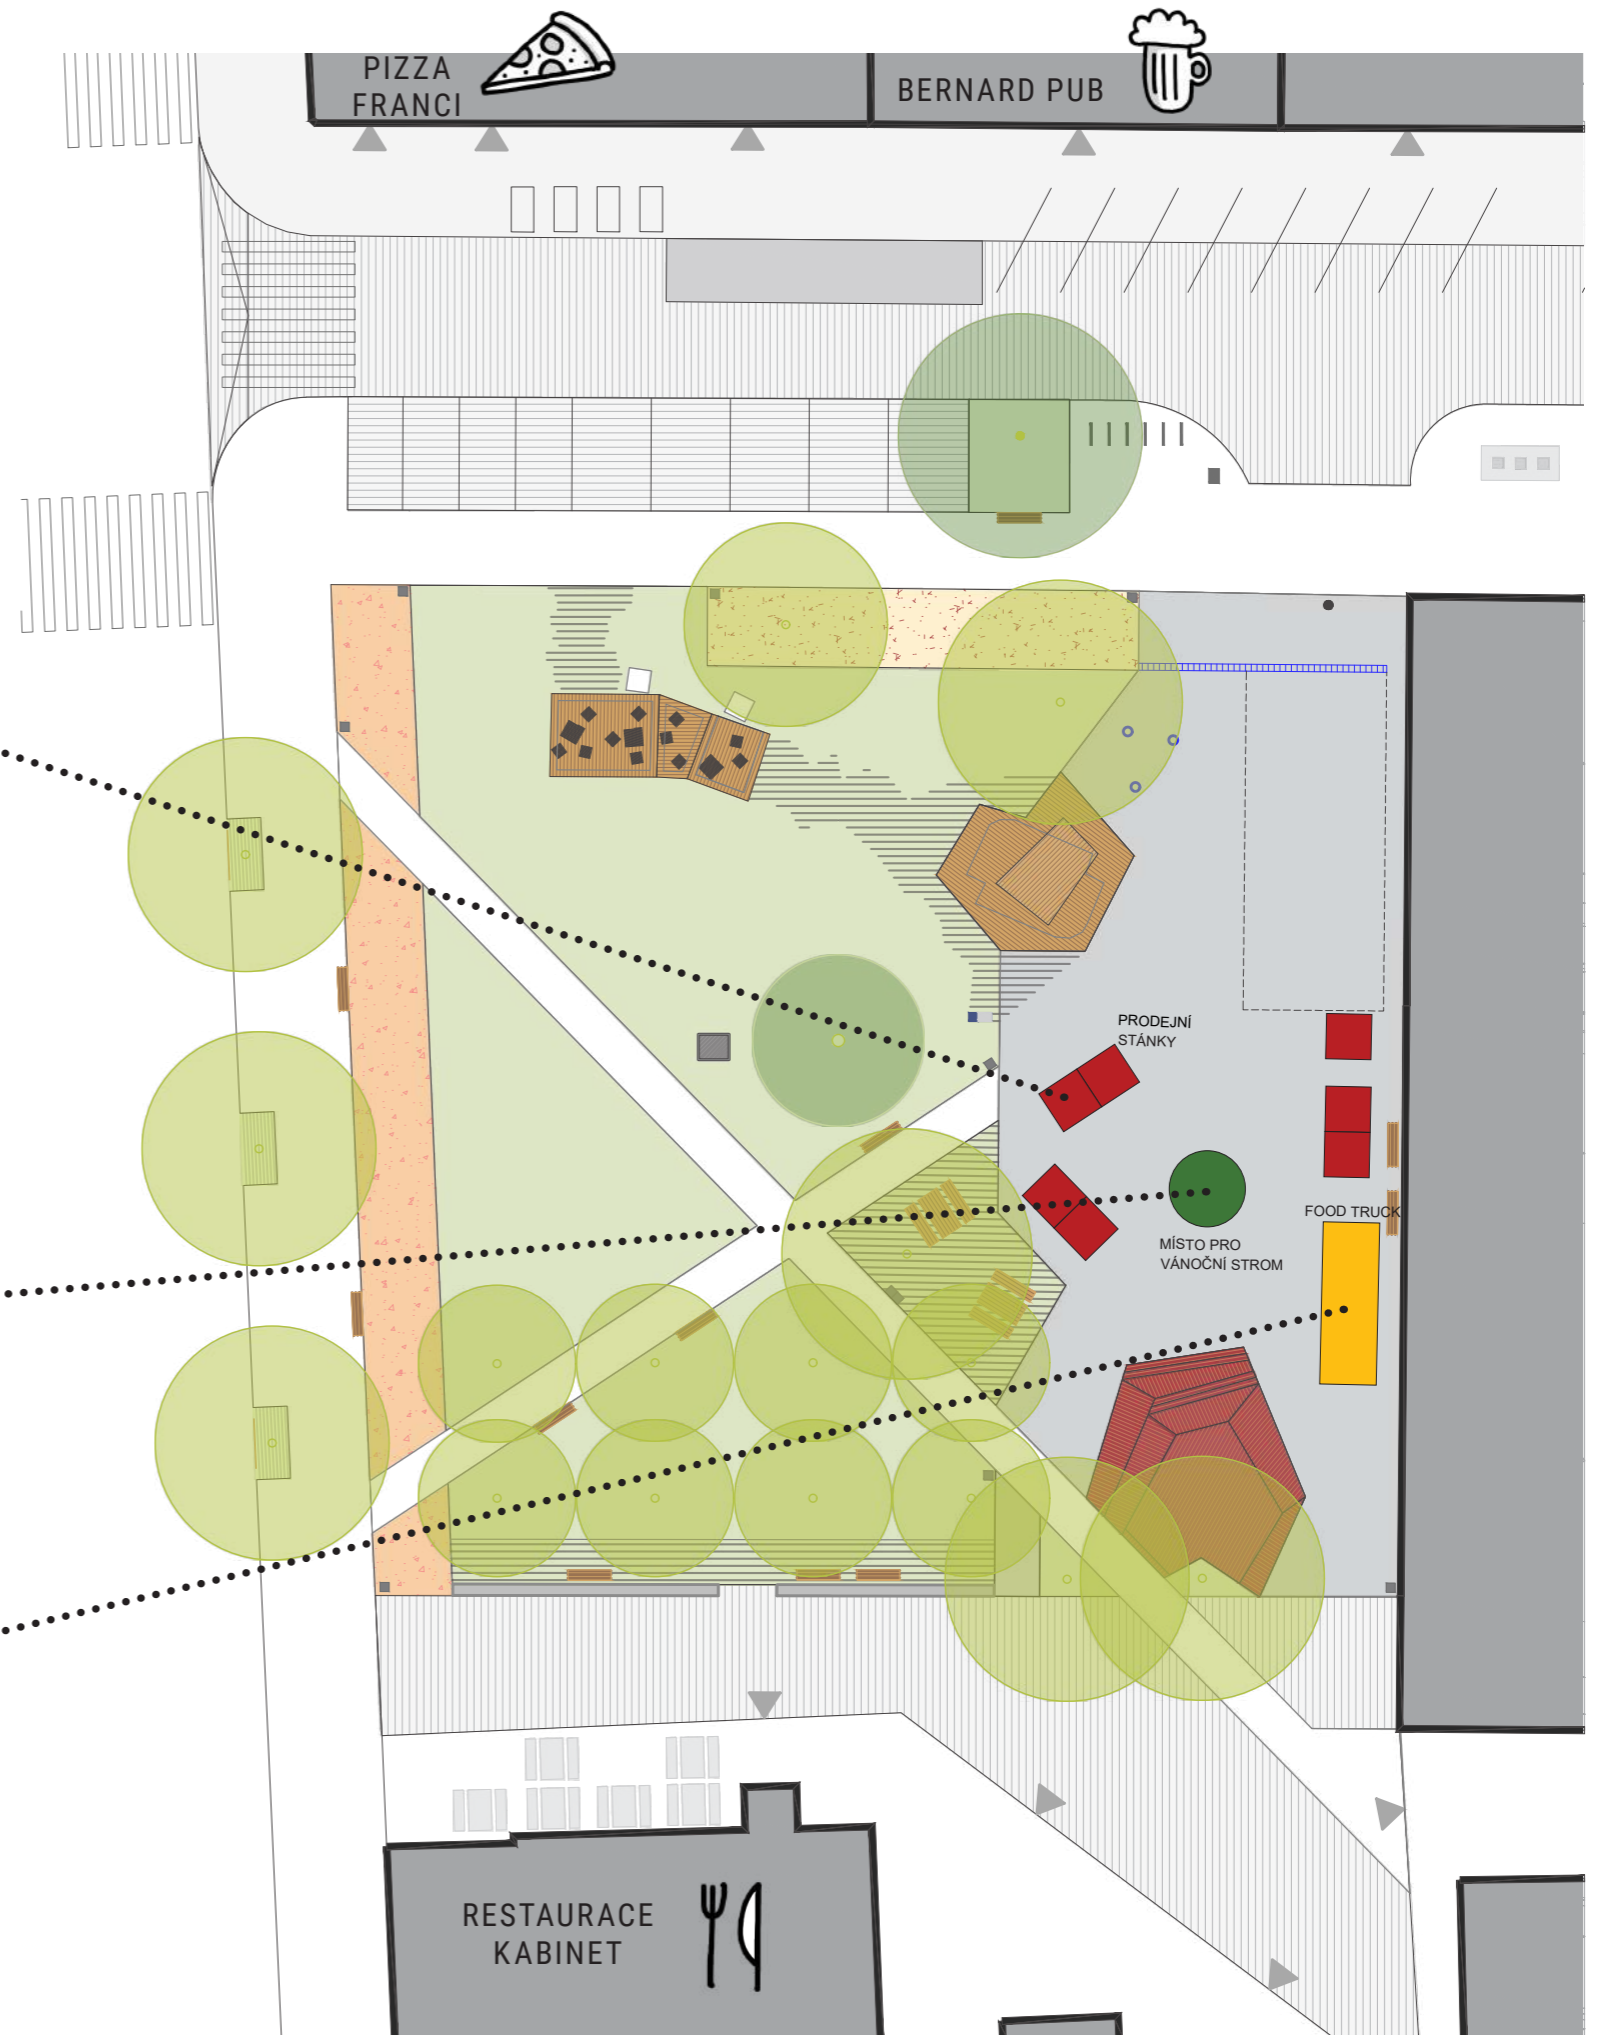 PIZZA
FRANCI
BERNARD PUB
PRODEJNÍ
STÁNKY
FOOD TRUCK
MÍSTO PRO
VÁNOČNÍ STROM
RESTAURACE
KABINET